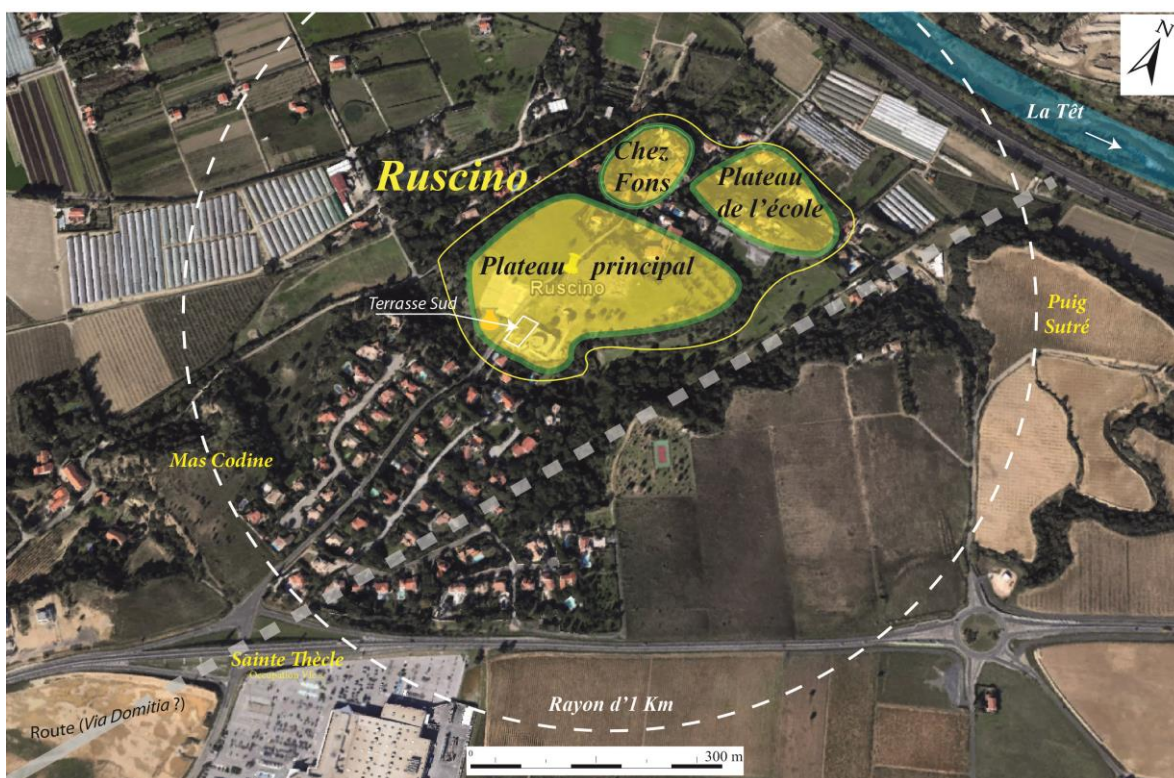 N
La Têt
Ruscino
Chez
Fons
Plateau
de l'école
Plateau principal
Ruscino
Terrasse Sud
Puig
Sutré
Mas Codine
Sainte Thècle
Occupation
Route (Via Domitia ?)
Rayon d'1 Km
0
300 m